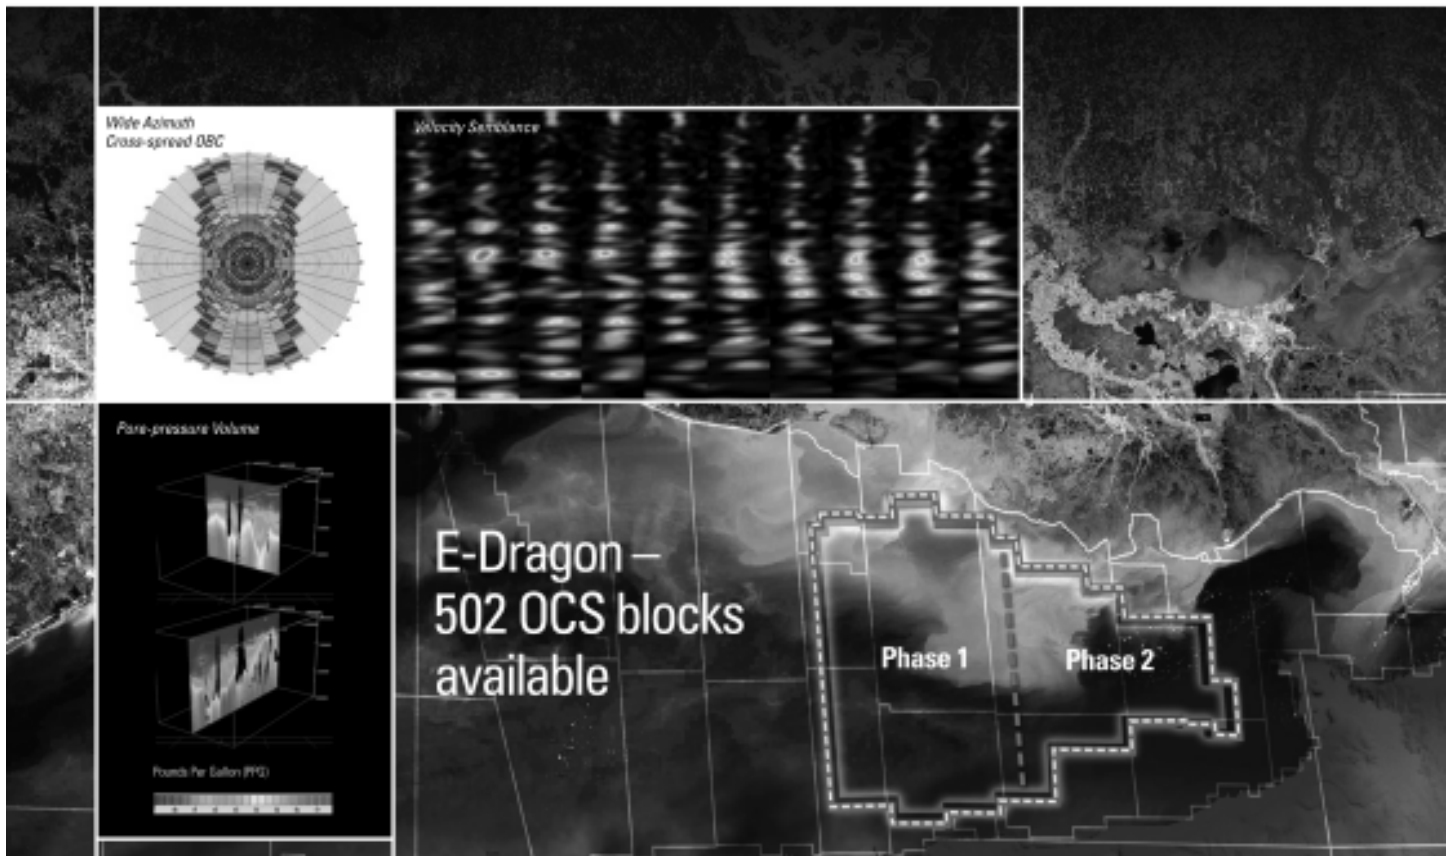 Wide Azimuth
Cross-spread OBC
Velocity Semblance
Pore-pressure Volume
Pounds Per Gallon (PPG)
E-Dragon –
502 OCS blocks
available
Phase 1
Phase 2